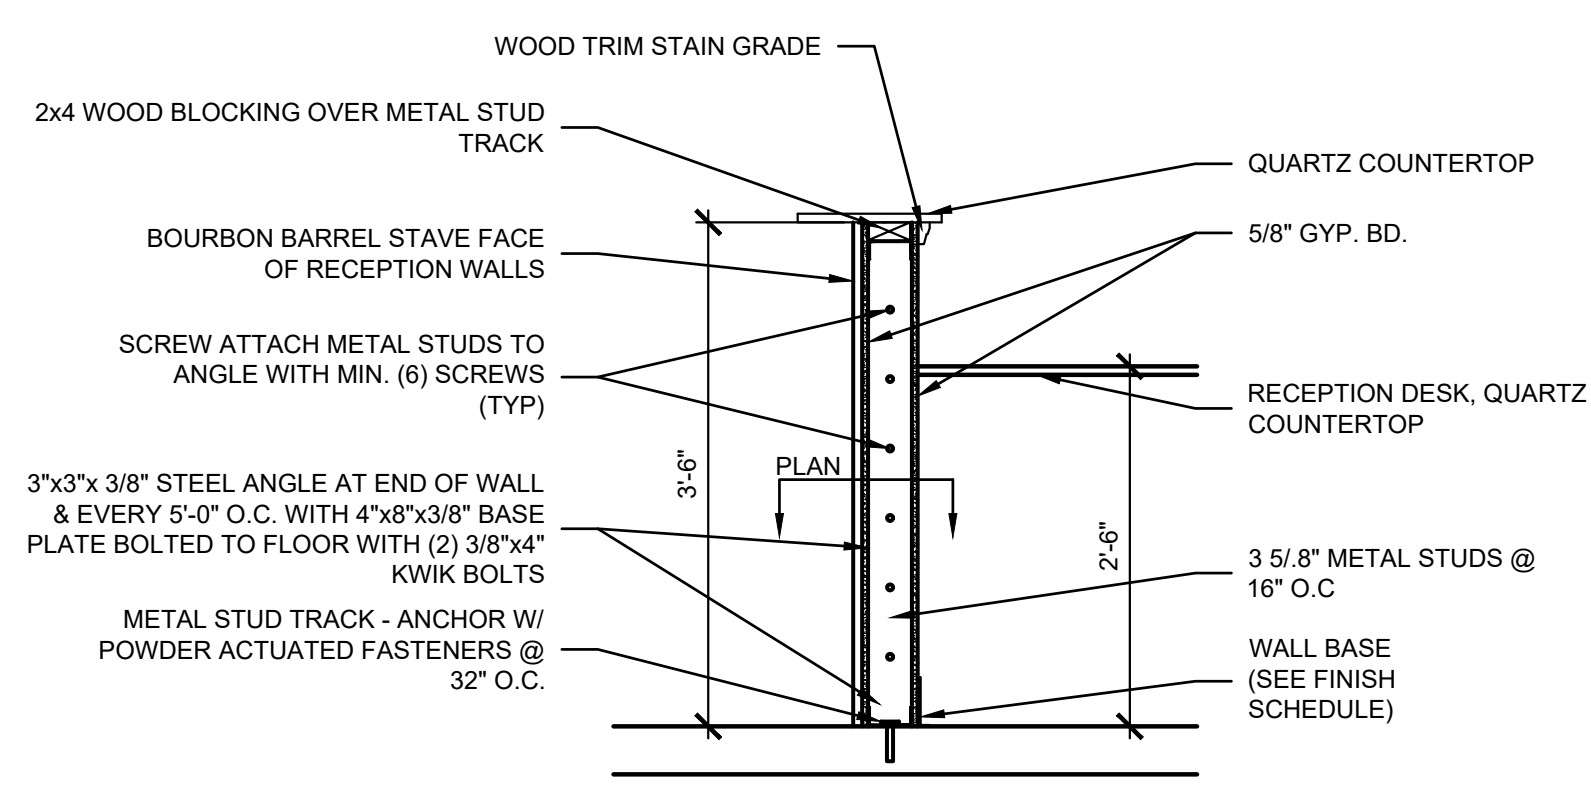 WOOD TRIM STAIN GRADE
2x4 WOOD BLOCKING OVER METAL STUD
TRACK
BOURBON BARREL STAVE FACE
OF RECEPTION WALLS
SCREW ATTACH METAL STUDS TO
ANGLE WITH MIN. (6) SCREWS
(TYP)
3"x3"x 3/8" STEEL ANGLE AT END OF WALL
& EVERY 5'-0" O.C. WITH 4"x8"x3/8" BASE
PLATE BOLTED TO FLOOR WITH (2) 3/8"x4"
KWIK BOLTS
METAL STUD TRACK - ANCHOR W/
POWDER ACTUATED FASTENERS @
32" O.C.
3'-6"
PLAN
2'-6"
QUARTZ COUNTERTOP
5/8" GYP. BD.
RECEPTION DESK, QUARTZ
COUNTERTOP
3 5/.8" METAL STUDS @
16" O.C
WALL BASE
(SEE FINISH
SCHEDULE)